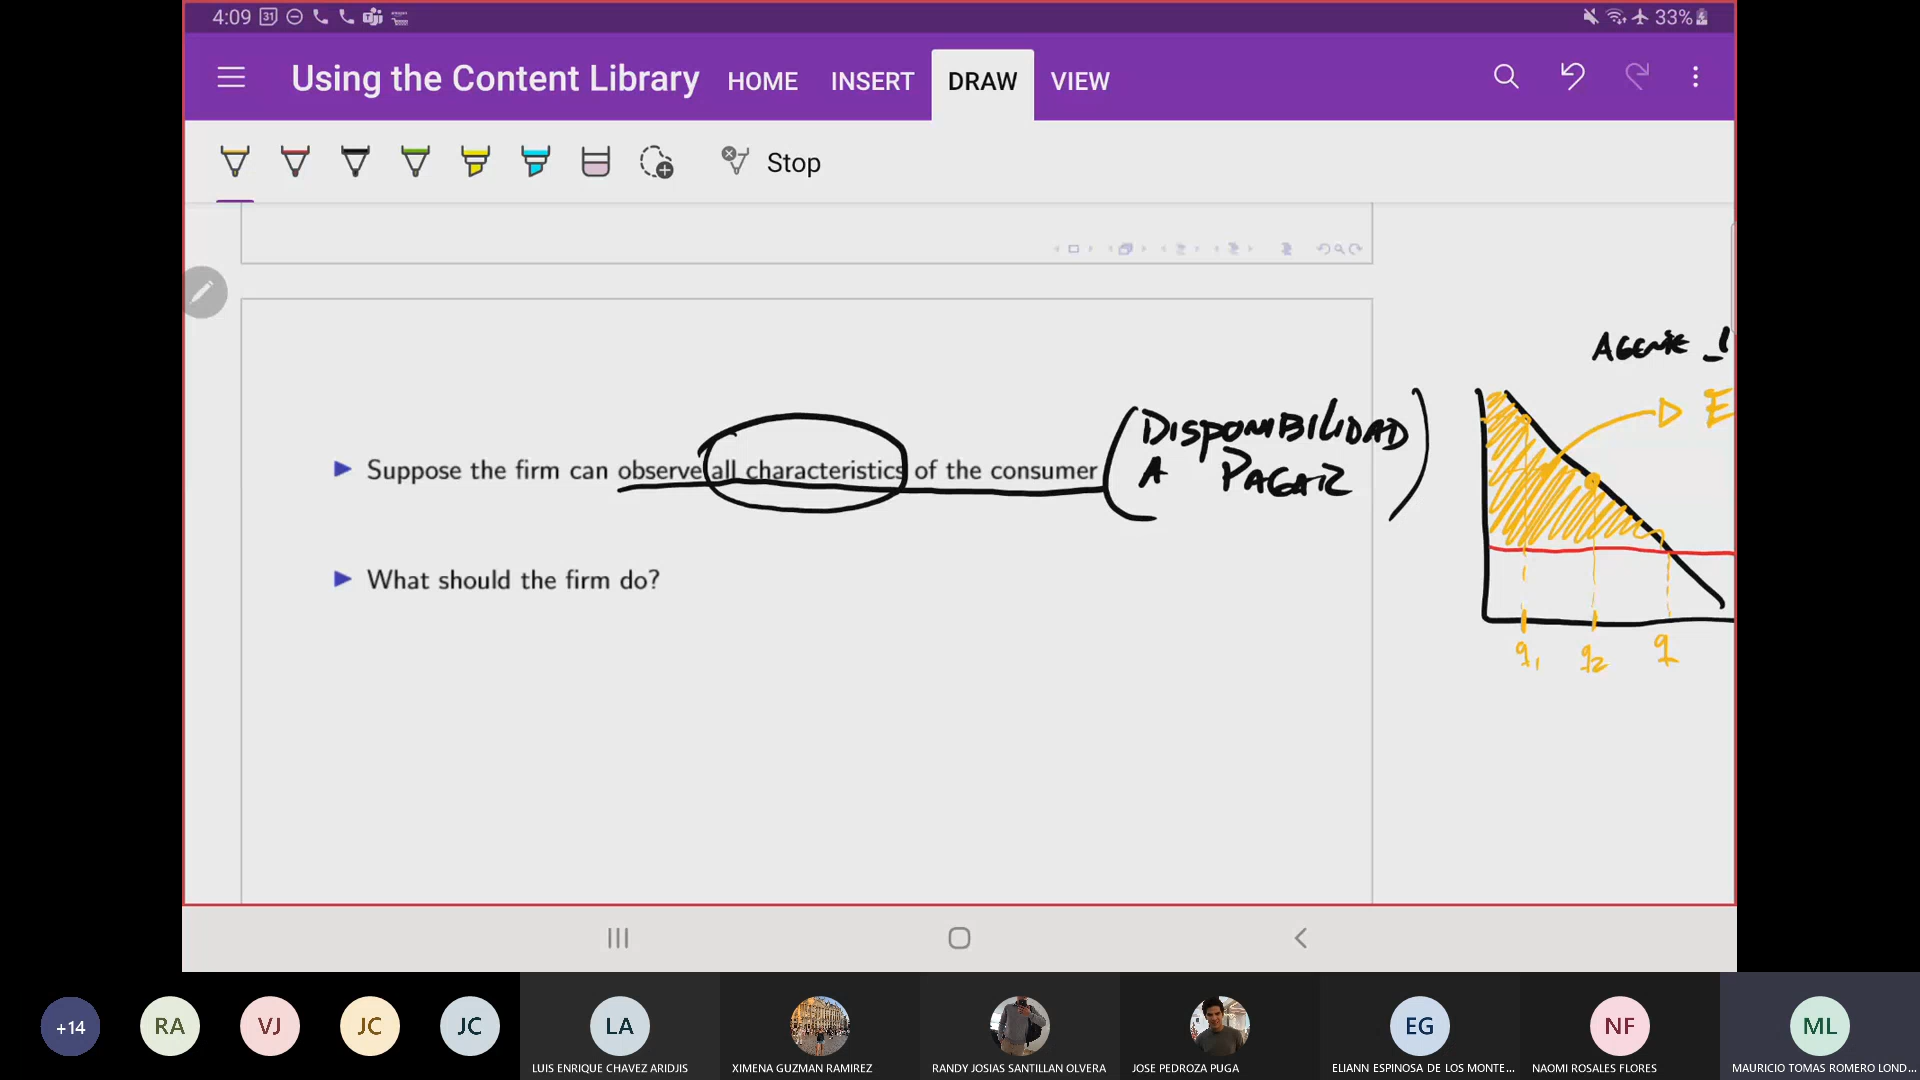 4:09 31 33%
Using the Content Library HOME INSERT DRAW VIEW
Stop
AGENTE 1
E
Suppose the firm can observe all characteristics of the consumer (DISPONIBILIDAD
A PAGAR)
What should the firm do?
q1 q2 q
+14 RA VJ JC JC LA EG NF ML
LUIS ENRIQUE CHAVEZ ARIDJIS XIMENA GUZMAN RAMIREZ RANDY JOSIAS SANTILLAN OLVERA JOSE PEDROZA PUGA ELIANN ESPINOSA DE LOS MONTE... NAOMI ROSALES FLORES MAURICIO TOMAS ROMERO LOND...